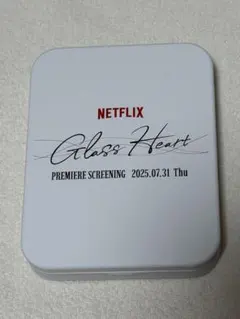 NETFLIX
Glass Heart
PREMIERE SCREENING 2025.07.31 Thu